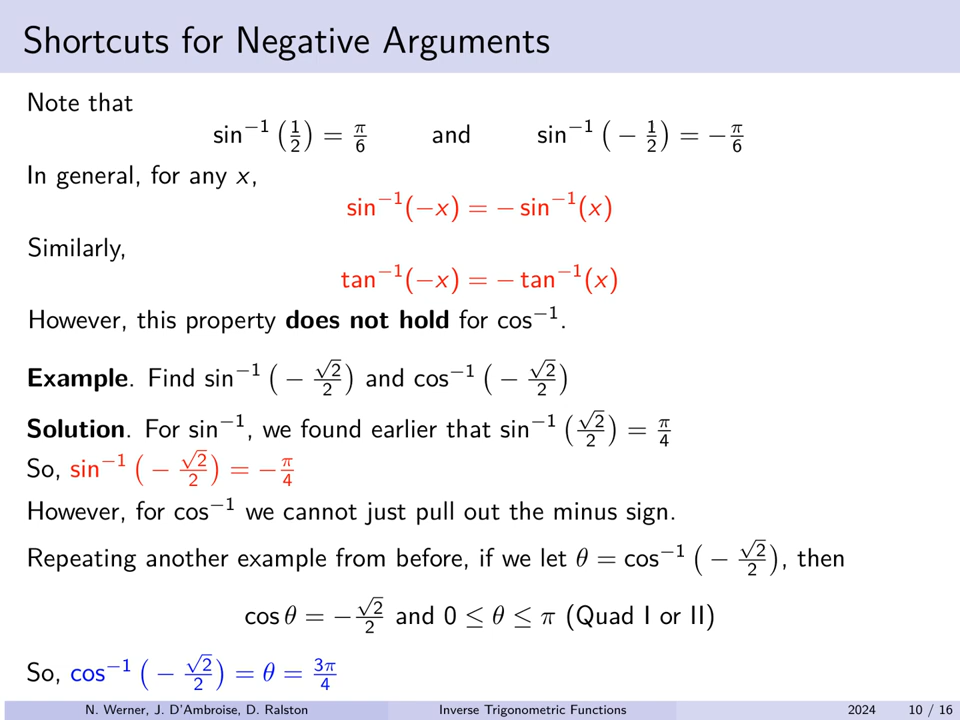 Shortcuts for Negative Arguments
Note that
sin⁻¹ (1/2) = π/6 and sin⁻¹ (− 1/2) = −π/6
In general, for any x,
sin⁻¹(−x) = − sin⁻¹(x)
Similarly,
tan⁻¹(−x) = − tan⁻¹(x)
However, this property does not hold for cos⁻¹.
Example. Find sin⁻¹ (− √2/2) and cos⁻¹ (− √2/2)
Solution. For sin⁻¹, we found earlier that sin⁻¹ (√2/2) = π/4
So, sin⁻¹ (− √2/2) = −π/4
However, for cos⁻¹ we cannot just pull out the minus sign.
Repeating another example from before, if we let θ = cos⁻¹ (− √2/2), then
cos θ = −√2/2 and 0 ≤ θ ≤ π (Quad I or II)
So, cos⁻¹ (− √2/2) = θ = 3π/4
N. Werner, J. D'Ambroise, D. Ralston Inverse Trigonometric Functions 2024 10 / 16